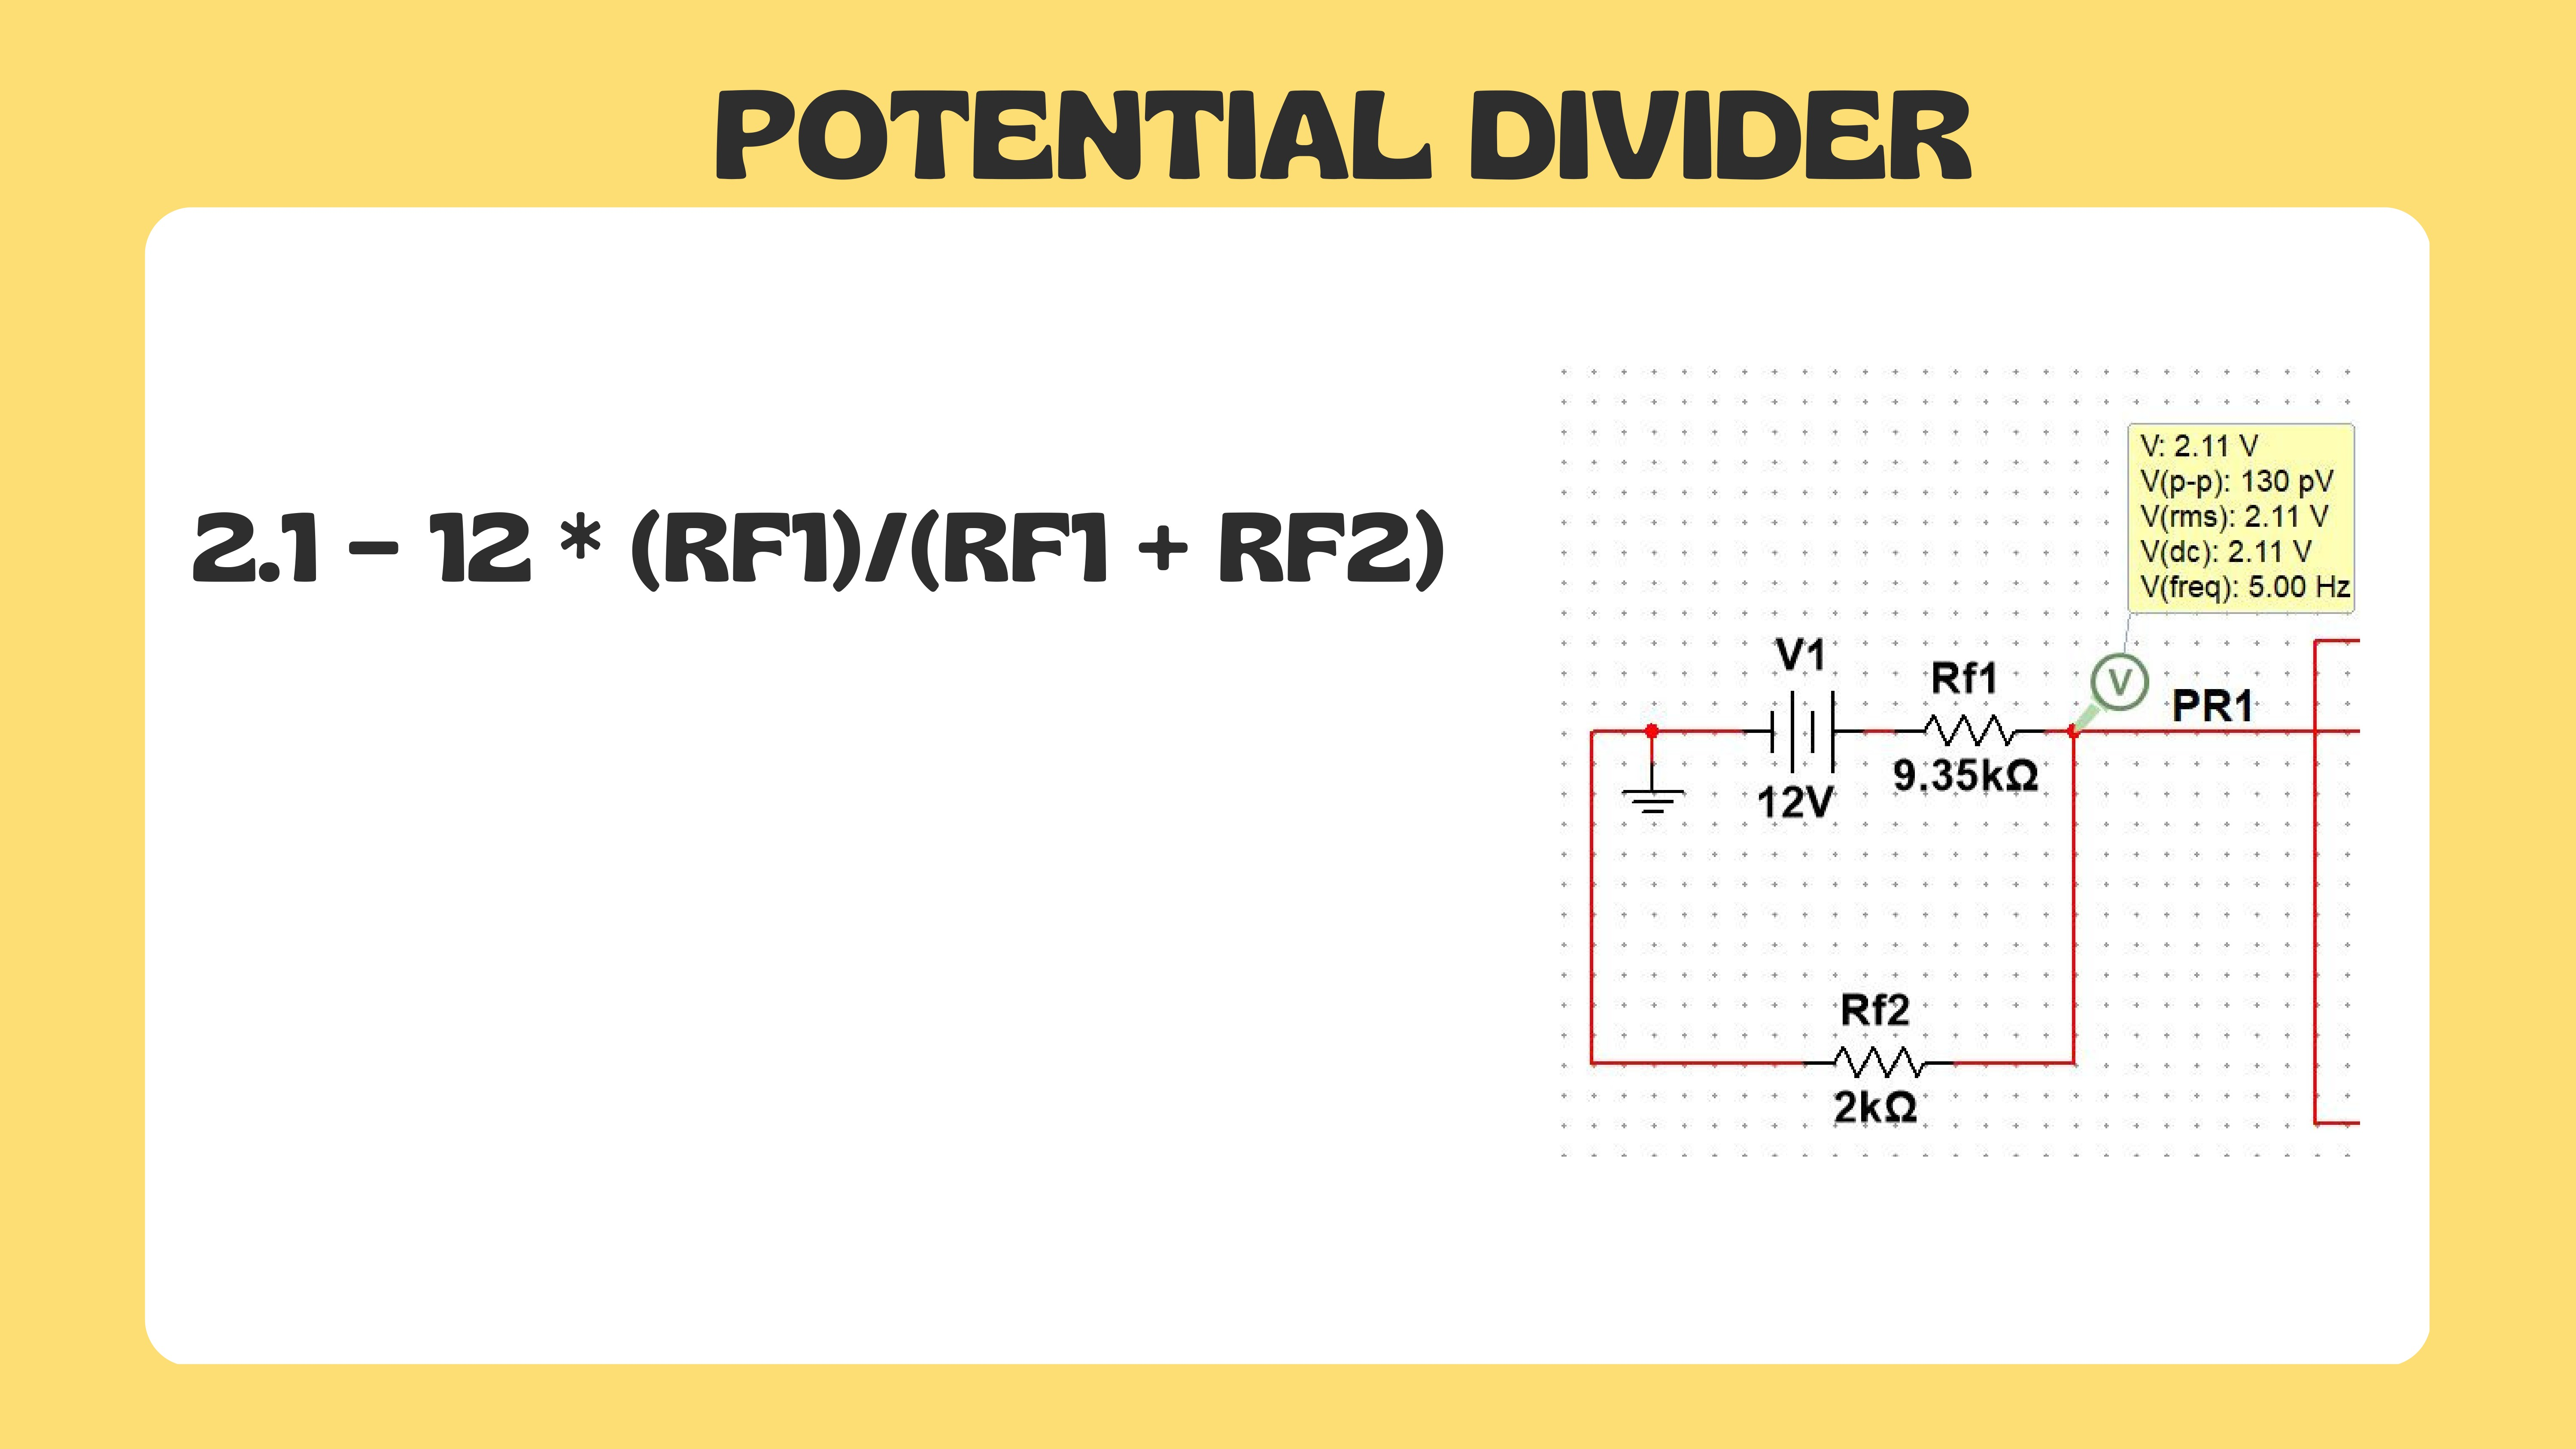 POTENTIAL DIVIDER
2.1 - 12 * (RF1)/(RF1 + RF2)
V: 2.11 V
V(p-p): 130 pV
V(rms): 2.11 V
V(dc): 2.11 V
V(freq): 5.00 Hz
V1
Rf1
V
PR1
9.35kΩ
12V
Rf2
2kΩ